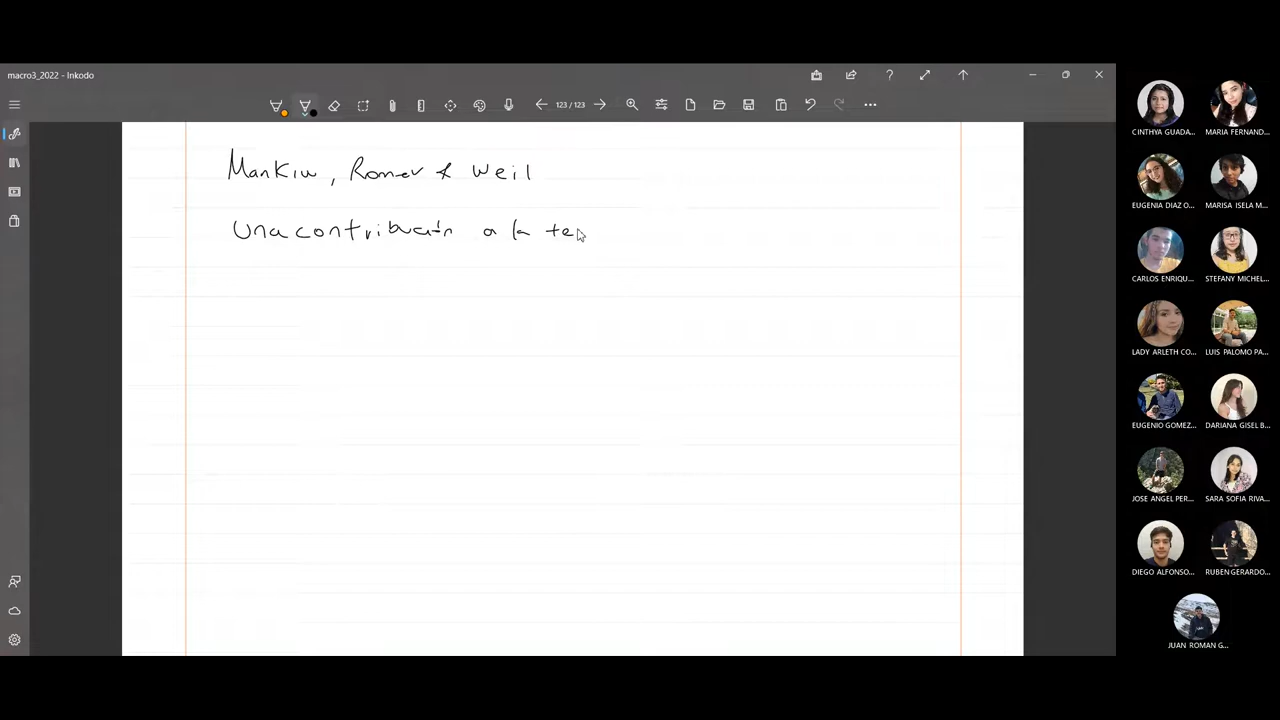 macro3_2022 - Inkodo
123 / 123
Mankiw, Romer & Weil
Una contribución a la te
CINTHYA GUADA...
MARIA FERNAND...
EUGENIA DIAZ O...
MARISA ISELA M...
CARLOS ENRIQU...
STEFANY MICHEL...
LADY ARLETH CO...
LUIS PALOMO PA...
EUGENIO GOMEZ...
DARIANA GISEL B...
JOSE ANGEL PER...
SARA SOFIA RIVA...
DIEGO ALFONSO...
RUBEN GERARDO...
JUAN ROMAN G...